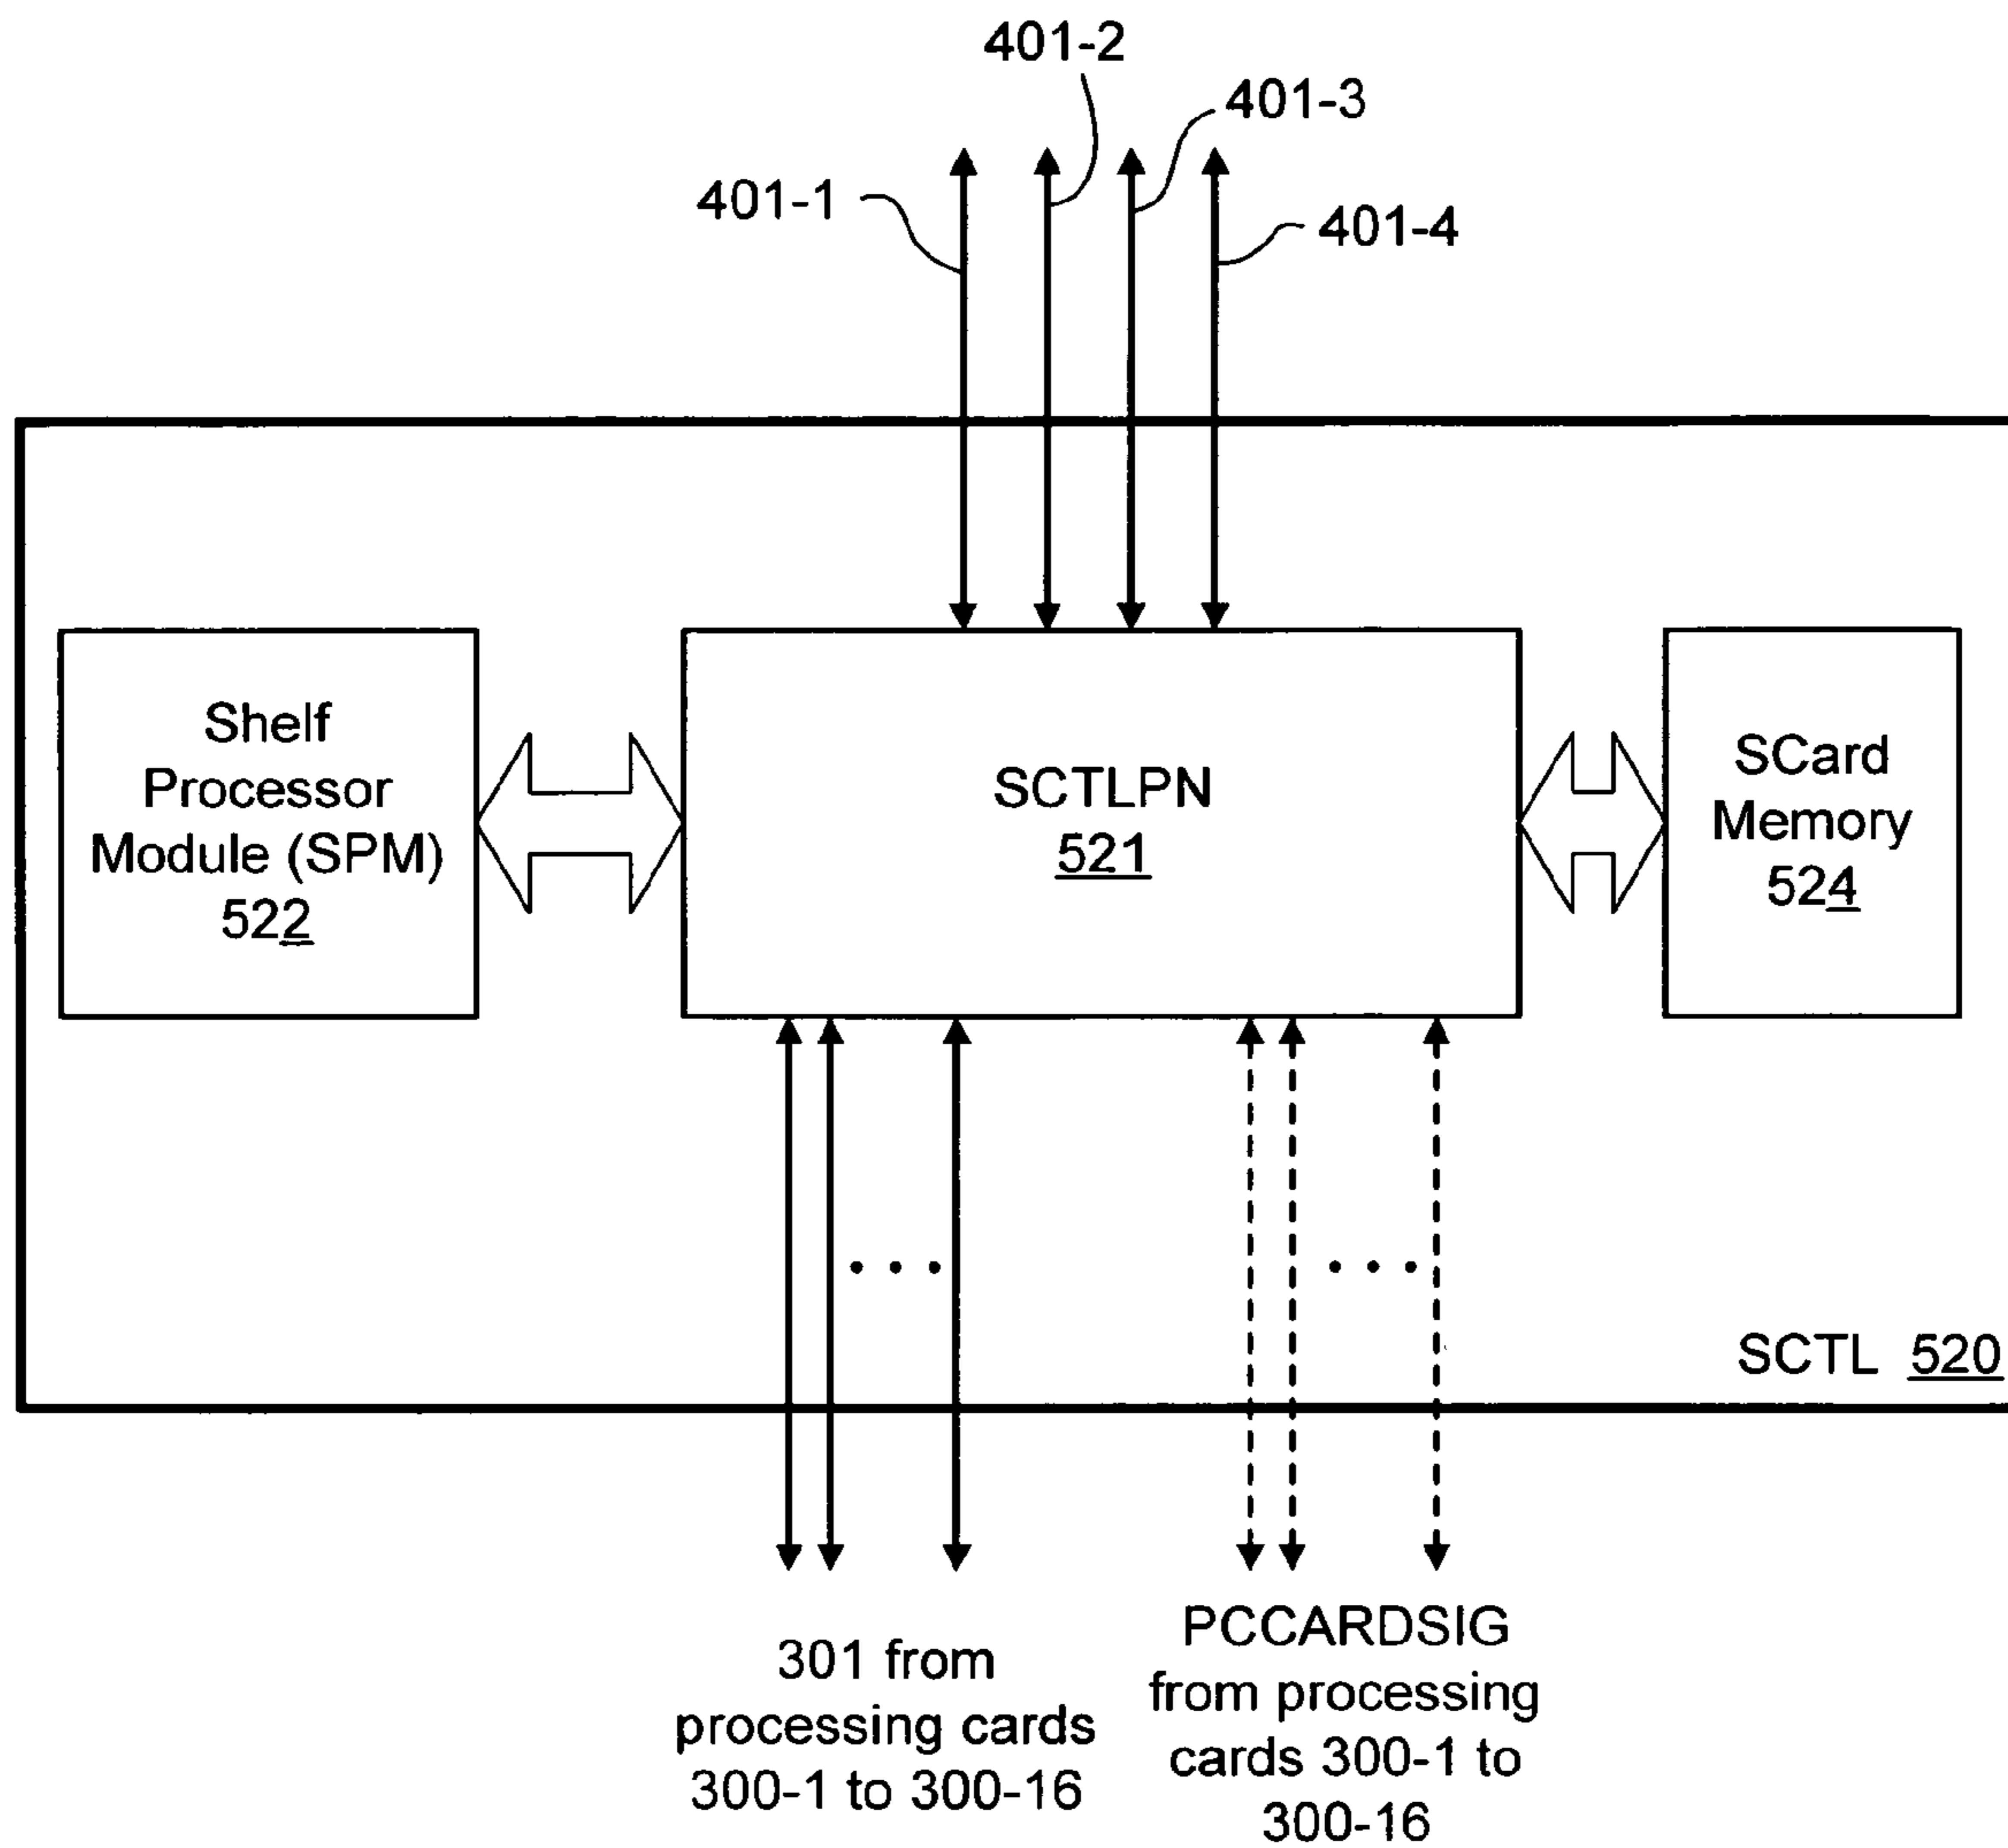 401-2
401-3
401-1
401-4
Shelf
Processor
Module (SPM)
522
SCTLPN
521
SCard
Memory
524
SCTL 520
301 from
processing cards
300-1 to 300-16
PCCARDSIG
from processing
cards 300-1 to
300-16